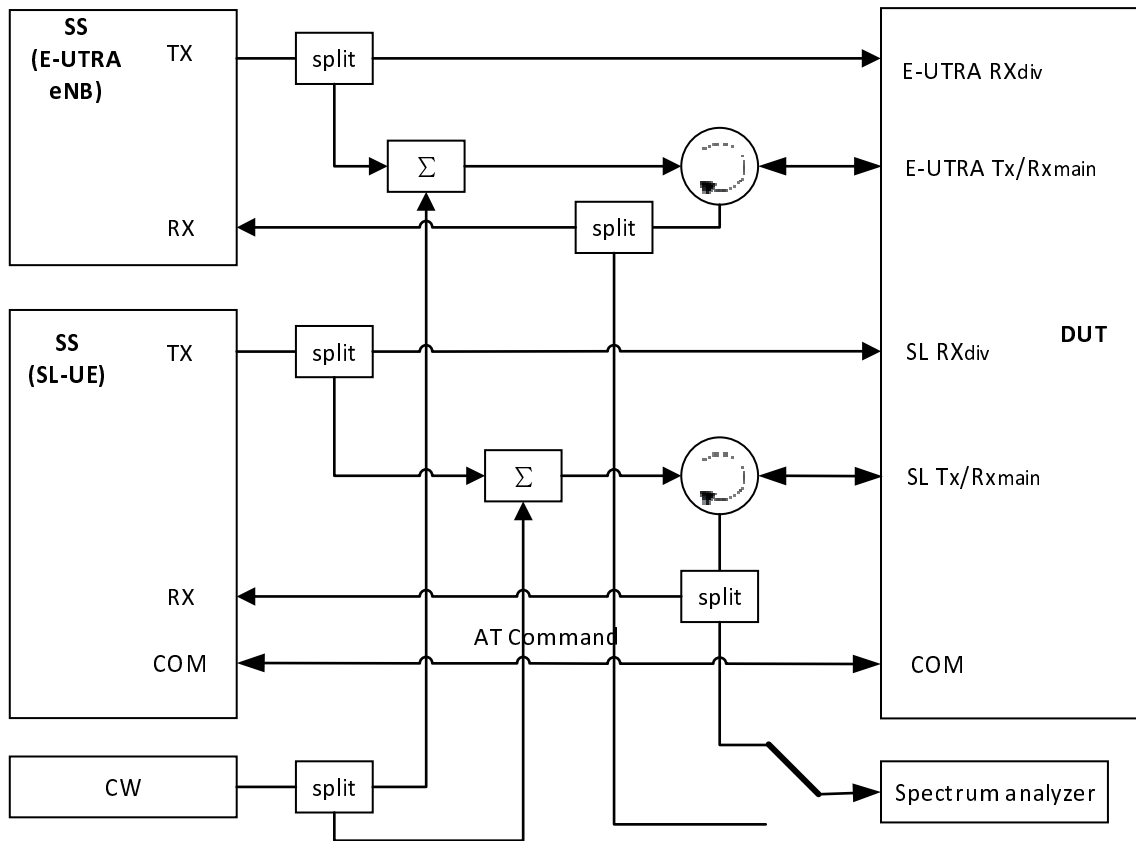 SS
(E-UTRA
eNB)
TX
split
E-UTRA RXdiv
Σ
E-UTRA Tx/Rxmain
RX
split
SS
(SL-UE)
TX
split
SL RXdiv
DUT
Σ
SL Tx/Rxmain
RX
split
AT Command
COM
COM
CW
split
Spectrum analyzer